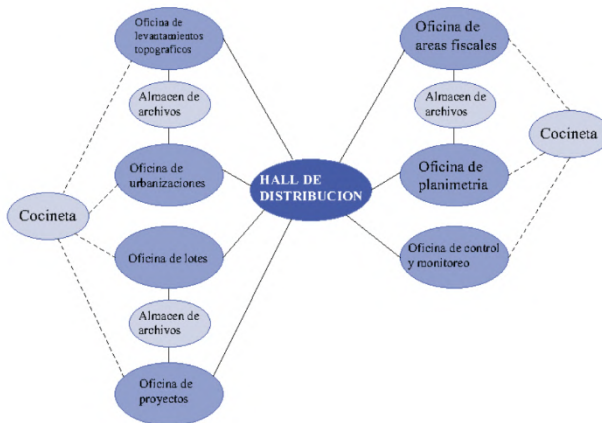 Oficina de
levantamientos
topograficos
Almacen de
archivos
Oficina de
urbanizaciones
Cocineta
Oficina de lotes
Almacen de
archivos
Oficina de
proyectos
HALL DE
DISTRIBUCION
Oficina de
areas fiscales
Almacen de
archivos
Cocineta
Oficina de
planimetria
Oficina de control
y monitoreo